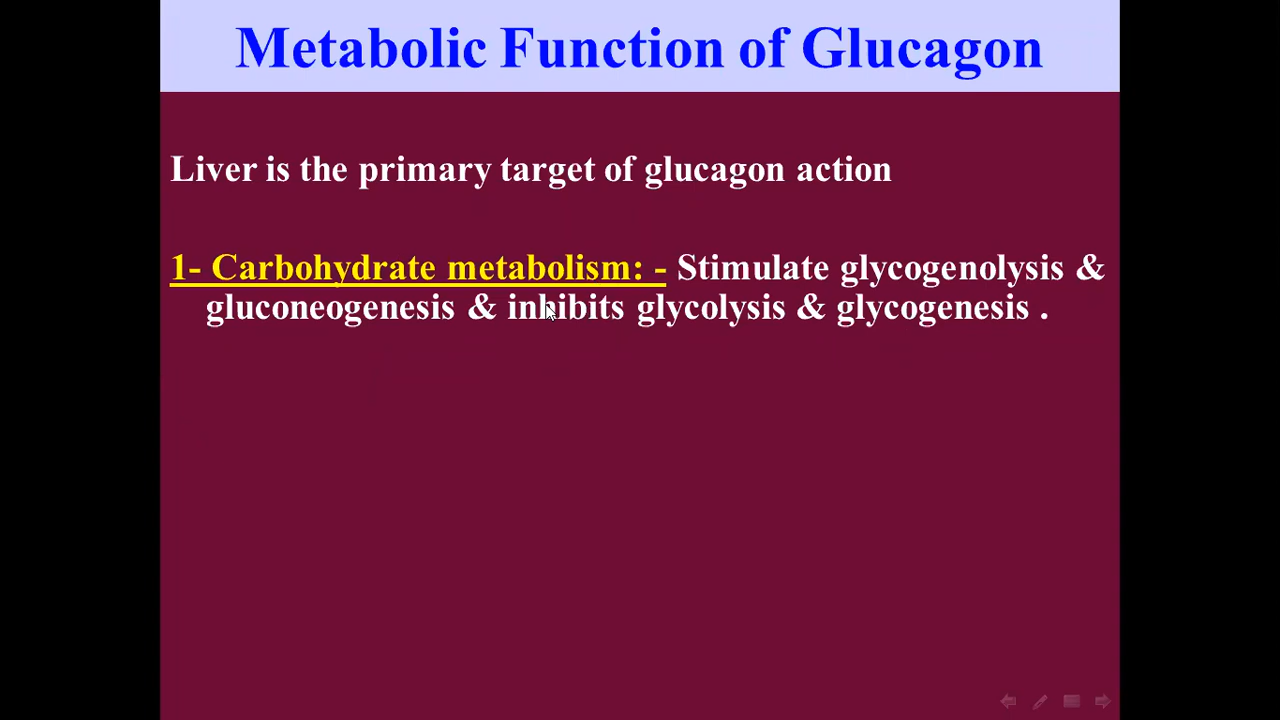 Metabolic Function of Glucagon
Liver is the primary target of glucagon action
1- Carbohydrate metabolism: - Stimulate glycogenolysis &
gluconeogenesis & inhibits glycolysis & glycogenesis .